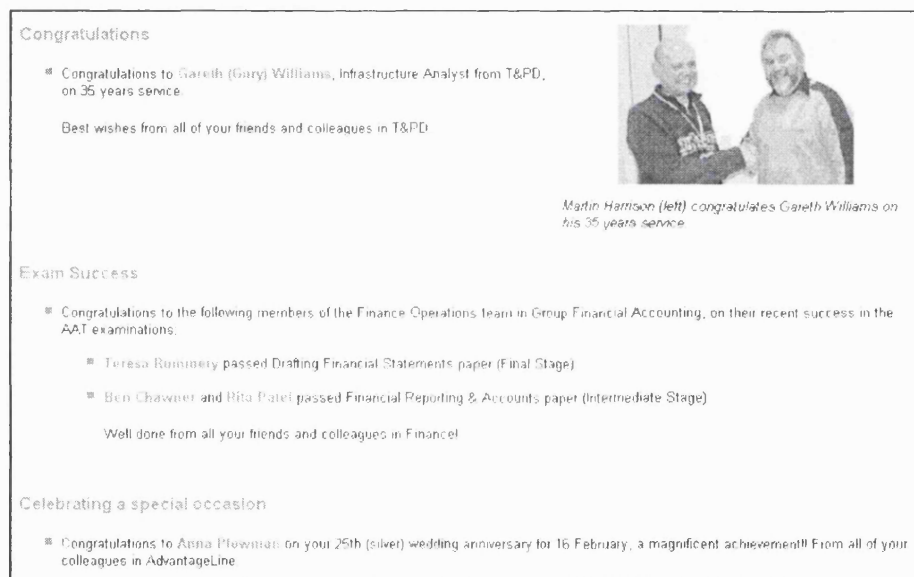 Congratulations
Congratulations to Gareth (Gary) Williams, Infrastructure Analyst from T&PD,
on 35 years service.
Best wishes from all of your friends and colleagues in T&PD!
Martin Harrison (left) congratulates Gareth Williams on
his 35 years service
Exam Success
Congratulations to the following members of the Finance Operations team in Group Financial Accounting, on their recent success in the
AAT examinations:
Teresa Rummery passed Drafting Financial Statements paper (Final Stage)
Ben Chawner and Rita Patel passed Financial Reporting & Accounts paper (Intermediate Stage)
Well done from all your friends and colleagues in Finance!
Celebrating a special occasion
Congratulations to Anna Plowman on your 25th (silver) wedding anniversary for 16 February, a magnificent achievement!! From all of your
colleagues in AdvantageLine